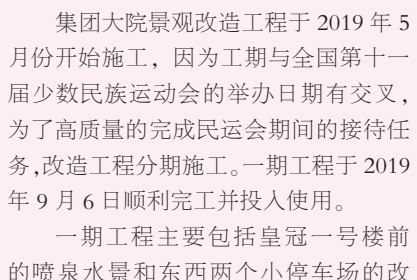 集团大院景观改造工程于 2019 年 5
月份开始施工，因为工期与全国第十一
届少数民族运动会的举办日期有交叉，
为了高质量的完成民运会期间的接待任
务,改造工程分期施工。一期工程于 2019
年 9 月 6 日顺利完工并投入使用。
一期工程主要包括皇冠一号楼前
的喷泉水景和东西两个小停车场的改